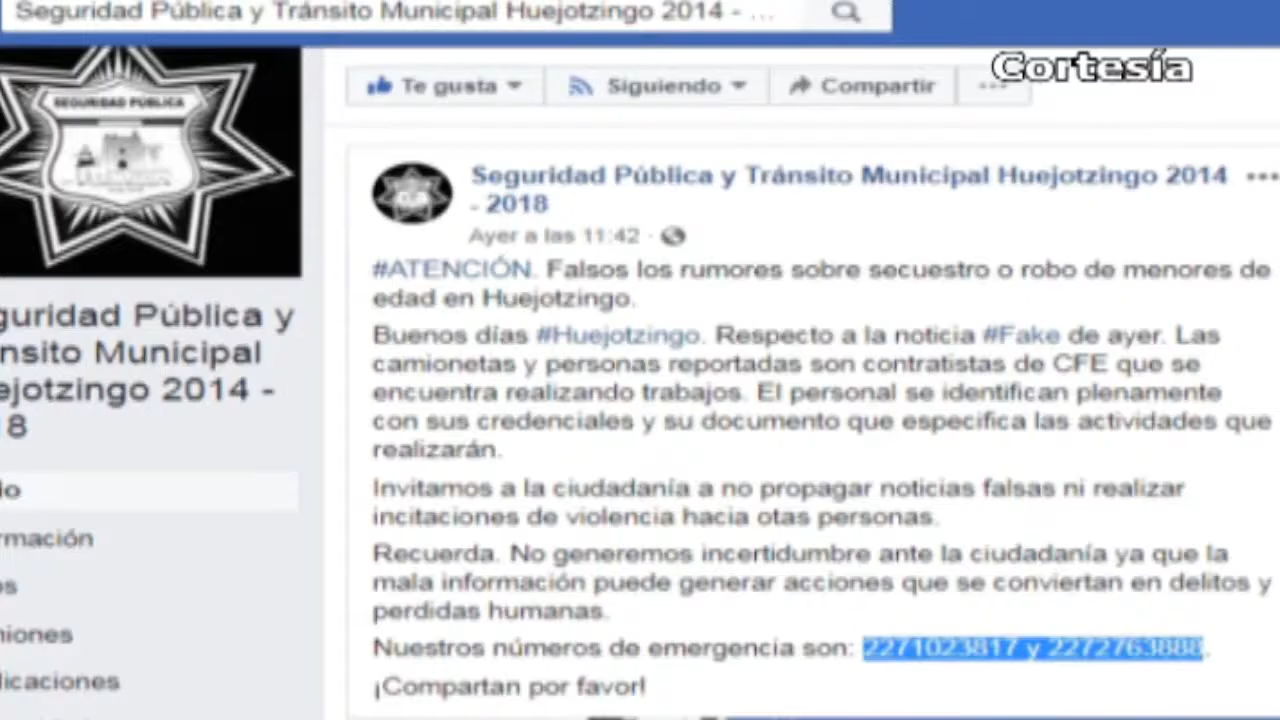 Seguridad Pública y Tránsito Municipal Huejotzingo 2014 - ...
Cortesía
SEGURIDAD PÚBLICA
Te gusta
Siguiendo
Compartir
Seguridad Pública y Tránsito Municipal Huejotzingo 2014
- 2018
Ayer a las 11:42 ·
#ATENCIÓN. Falsos los rumores sobre secuestro o robo de menores de
edad en Huejotzingo.
Buenos días #Huejotzingo. Respecto a la noticia #Fake de ayer. Las
camionetas y personas reportadas son contratistas de CFE que se
encuentra realizando trabajos. El personal se identifican plenamente
con sus credenciales y su documento que especifica las actividades que
realizarán.
Invitamos a la ciudadanía a no propagar noticias falsas ni realizar
incitaciones de violencia hacia otas personas.
Recuerda. No generemos incertidumbre ante la ciudadanía ya que la
mala información puede generar acciones que se conviertan en delitos y
perdidas humanas.
Nuestros números de emergencia son: 2271023817 y 2272763888.
¡Compartan por favor!
guridad Pública y
nsito Municipal
ejotzingo 2014 -
8
io
rmación
os
niones
licaciones